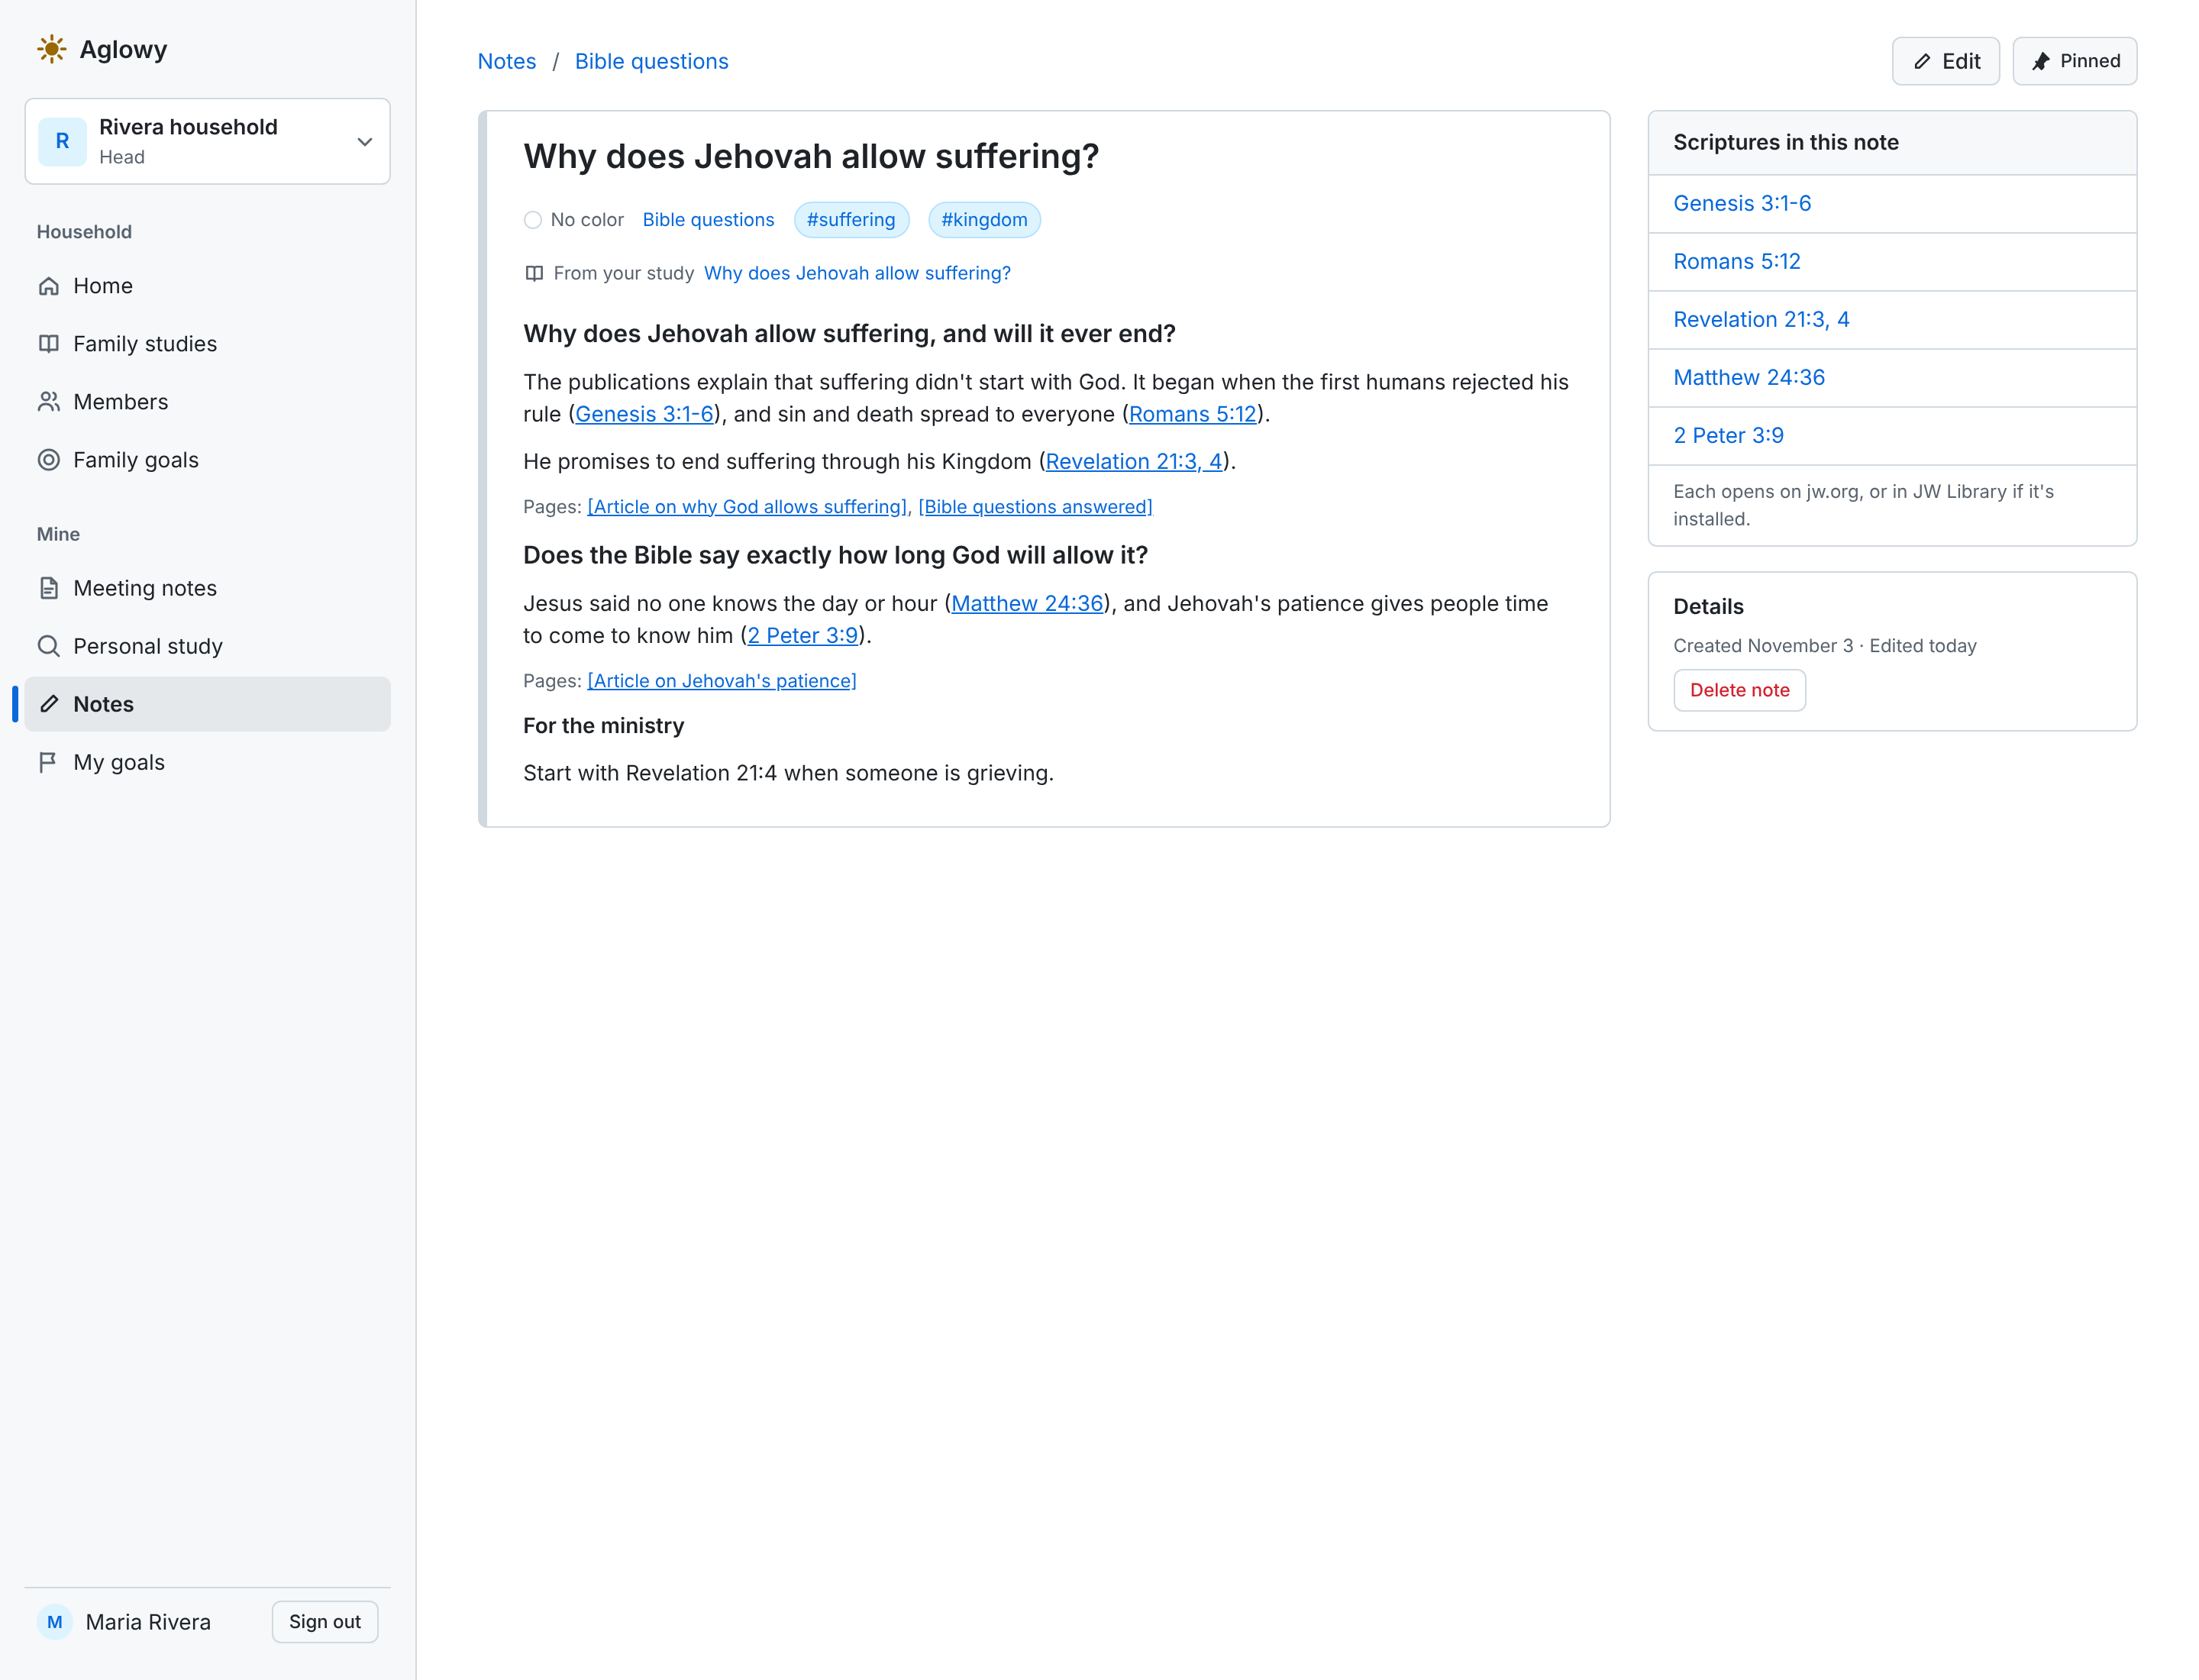 Aglowy
R
Rivera household
Head
Household
Home
Family studies
Members
Family goals
Mine
Meeting notes
Personal study
Notes
My goals
M
Maria Rivera
Sign out
Notes / Bible questions
Edit
Pinned
Why does Jehovah allow suffering?
No color Bible questions #suffering #kingdom
From your study Why does Jehovah allow suffering?
Why does Jehovah allow suffering, and will it ever end?
The publications explain that suffering didn't start with God. It began when the first humans rejected his
rule (Genesis 3:1-6), and sin and death spread to everyone (Romans 5:12).
He promises to end suffering through his Kingdom (Revelation 21:3, 4).
Pages: [Article on why God allows suffering], [Bible questions answered]
Does the Bible say exactly how long God will allow it?
Jesus said no one knows the day or hour (Matthew 24:36), and Jehovah's patience gives people time
to come to know him (2 Peter 3:9).
Pages: [Article on Jehovah's patience]
For the ministry
Start with Revelation 21:4 when someone is grieving.
Scriptures in this note
Genesis 3:1-6
Romans 5:12
Revelation 21:3, 4
Matthew 24:36
2 Peter 3:9
Each opens on jw.org, or in JW Library if it's
installed.
Details
Created November 3 · Edited today
Delete note